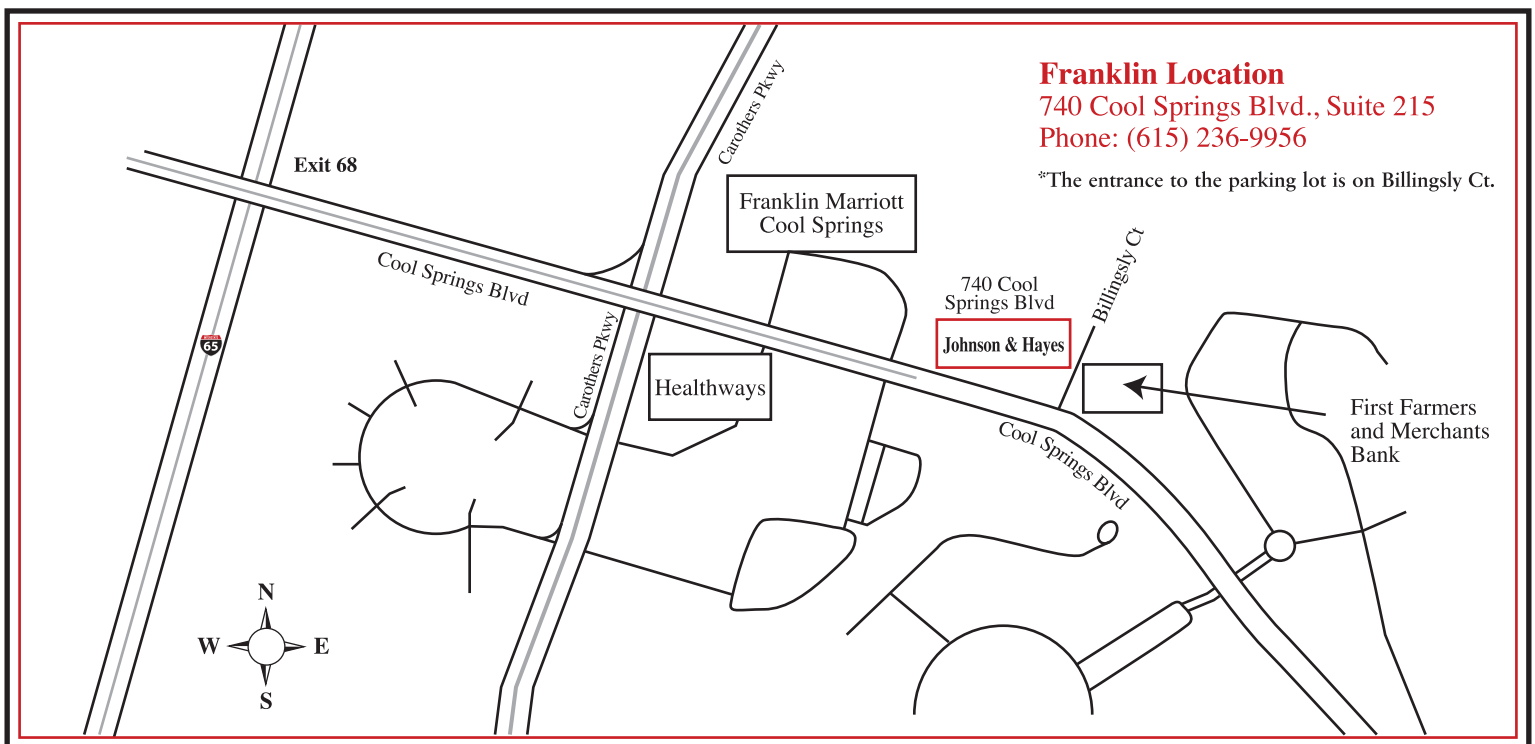 Franklin Location
740 Cool Springs Blvd., Suite 215
Phone: (615) 236-9956
*The entrance to the parking lot is on Billingsly Ct.
Carothers Pkwy
Exit 68
Franklin Marriott
Cool Springs
Cool Springs Blvd
740 Cool
Springs Blvd
Johnson & Hayes
Billingsly Ct
65
Carothers Pkwy
Healthways
First Farmers
and Merchants
Bank
Cool Springs Blvd
N
W
E
S